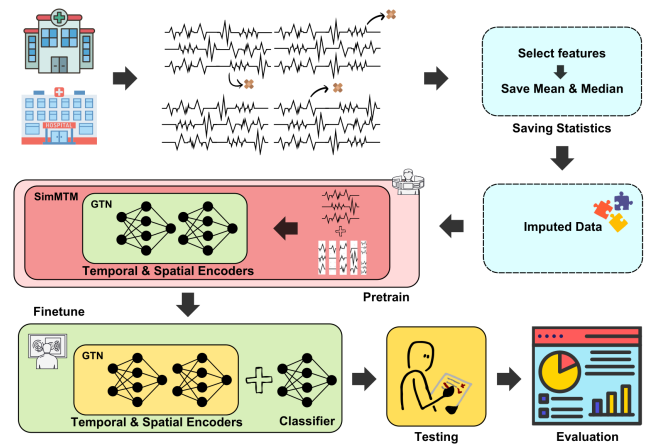 HOSPITAL
Select features
Save Mean & Median
Saving Statistics
SimMTM
GTN
Temporal & Spatial Encoders
Pretrain
Imputed Data
Finetune
GTN
Temporal & Spatial Encoders
Classifier
Testing
Evaluation